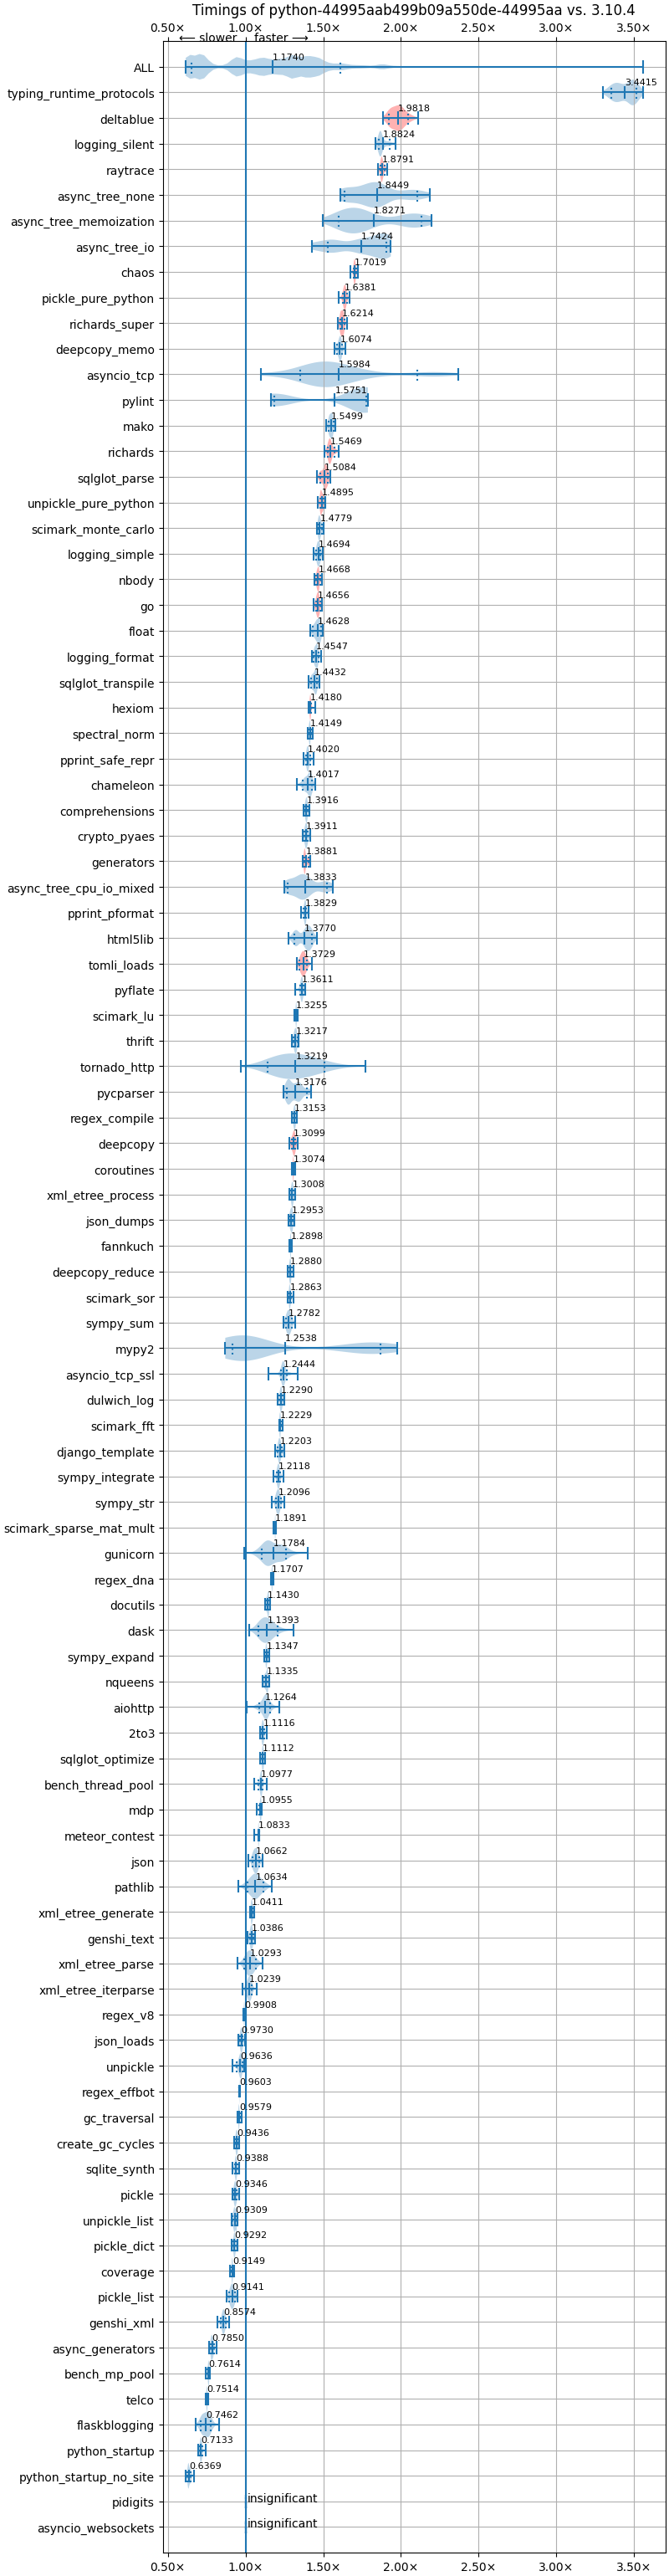 Timings of python-44995aab499b09a550de-44995aa vs. 3.10.4
0.50× 1.00× 1.50× 2.00× 2.50× 3.00× 3.50×
⟵ slower faster ⟶
ALL 1.1740
typing_runtime_protocols 3.4415
deltablue 1.9818
logging_silent 1.8824
raytrace 1.8791
async_tree_none 1.8449
async_tree_memoization 1.8271
async_tree_io 1.7424
chaos 1.7019
pickle_pure_python 1.6381
richards_super 1.6214
deepcopy_memo 1.6074
asyncio_tcp 1.5984
pylint 1.5751
mako 1.5499
richards 1.5469
sqlglot_parse 1.5084
unpickle_pure_python 1.4895
scimark_monte_carlo 1.4779
logging_simple 1.4694
nbody 1.4668
go 1.4656
float 1.4628
logging_format 1.4547
sqlglot_transpile 1.4432
hexiom 1.4180
spectral_norm 1.4149
pprint_safe_repr 1.4020
chameleon 1.4017
comprehensions 1.3916
crypto_pyaes 1.3911
generators 1.3881
async_tree_cpu_io_mixed 1.3833
pprint_pformat 1.3829
html5lib 1.3770
tomli_loads 1.3729
pyflate 1.3611
scimark_lu 1.3255
thrift 1.3217
tornado_http 1.3219
pycparser 1.3176
regex_compile 1.3153
deepcopy 1.3099
coroutines 1.3074
xml_etree_process 1.3008
json_dumps 1.2953
fannkuch 1.2898
deepcopy_reduce 1.2880
scimark_sor 1.2863
sympy_sum 1.2782
mypy2 1.2538
asyncio_tcp_ssl 1.2444
dulwich_log 1.2290
scimark_fft 1.2229
django_template 1.2203
sympy_integrate 1.2118
sympy_str 1.2096
scimark_sparse_mat_mult 1.1891
gunicorn 1.1784
regex_dna 1.1707
docutils 1.1430
dask 1.1393
sympy_expand 1.1347
nqueens 1.1335
aiohttp 1.1264
2to3 1.1116
sqlglot_optimize 1.1112
bench_thread_pool 1.0977
mdp 1.0955
meteor_contest 1.0833
json 1.0662
pathlib 1.0634
xml_etree_generate 1.0411
genshi_text 1.0386
xml_etree_parse 1.0293
xml_etree_iterparse 1.0239
regex_v8 0.9908
json_loads 0.9730
unpickle 0.9636
regex_effbot 0.9603
gc_traversal 0.9579
create_gc_cycles 0.9436
sqlite_synth 0.9388
pickle 0.9346
unpickle_list 0.9309
pickle_dict 0.9292
coverage 0.9149
pickle_list 0.9141
genshi_xml 0.8574
async_generators 0.7850
bench_mp_pool 0.7614
telco 0.7514
flaskblogging 0.7462
python_startup 0.7133
python_startup_no_site 0.6369
pidigits insignificant
asyncio_websockets insignificant
0.50× 1.00× 1.50× 2.00× 2.50× 3.00× 3.50×